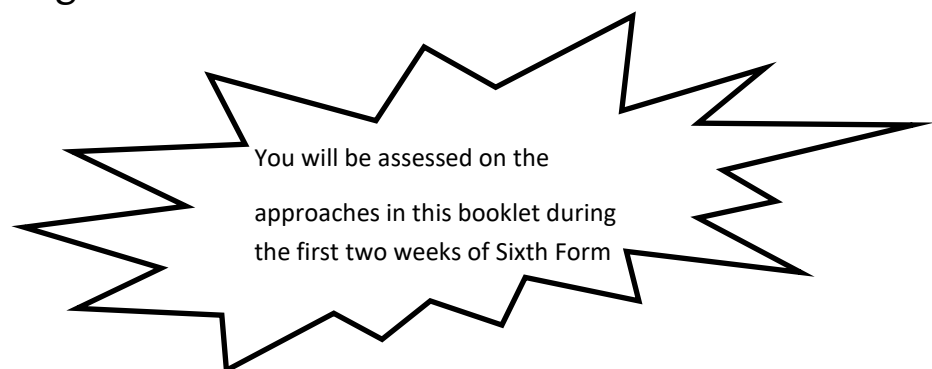 You will be assessed on the
approaches in this booklet during
the first two weeks of Sixth Form